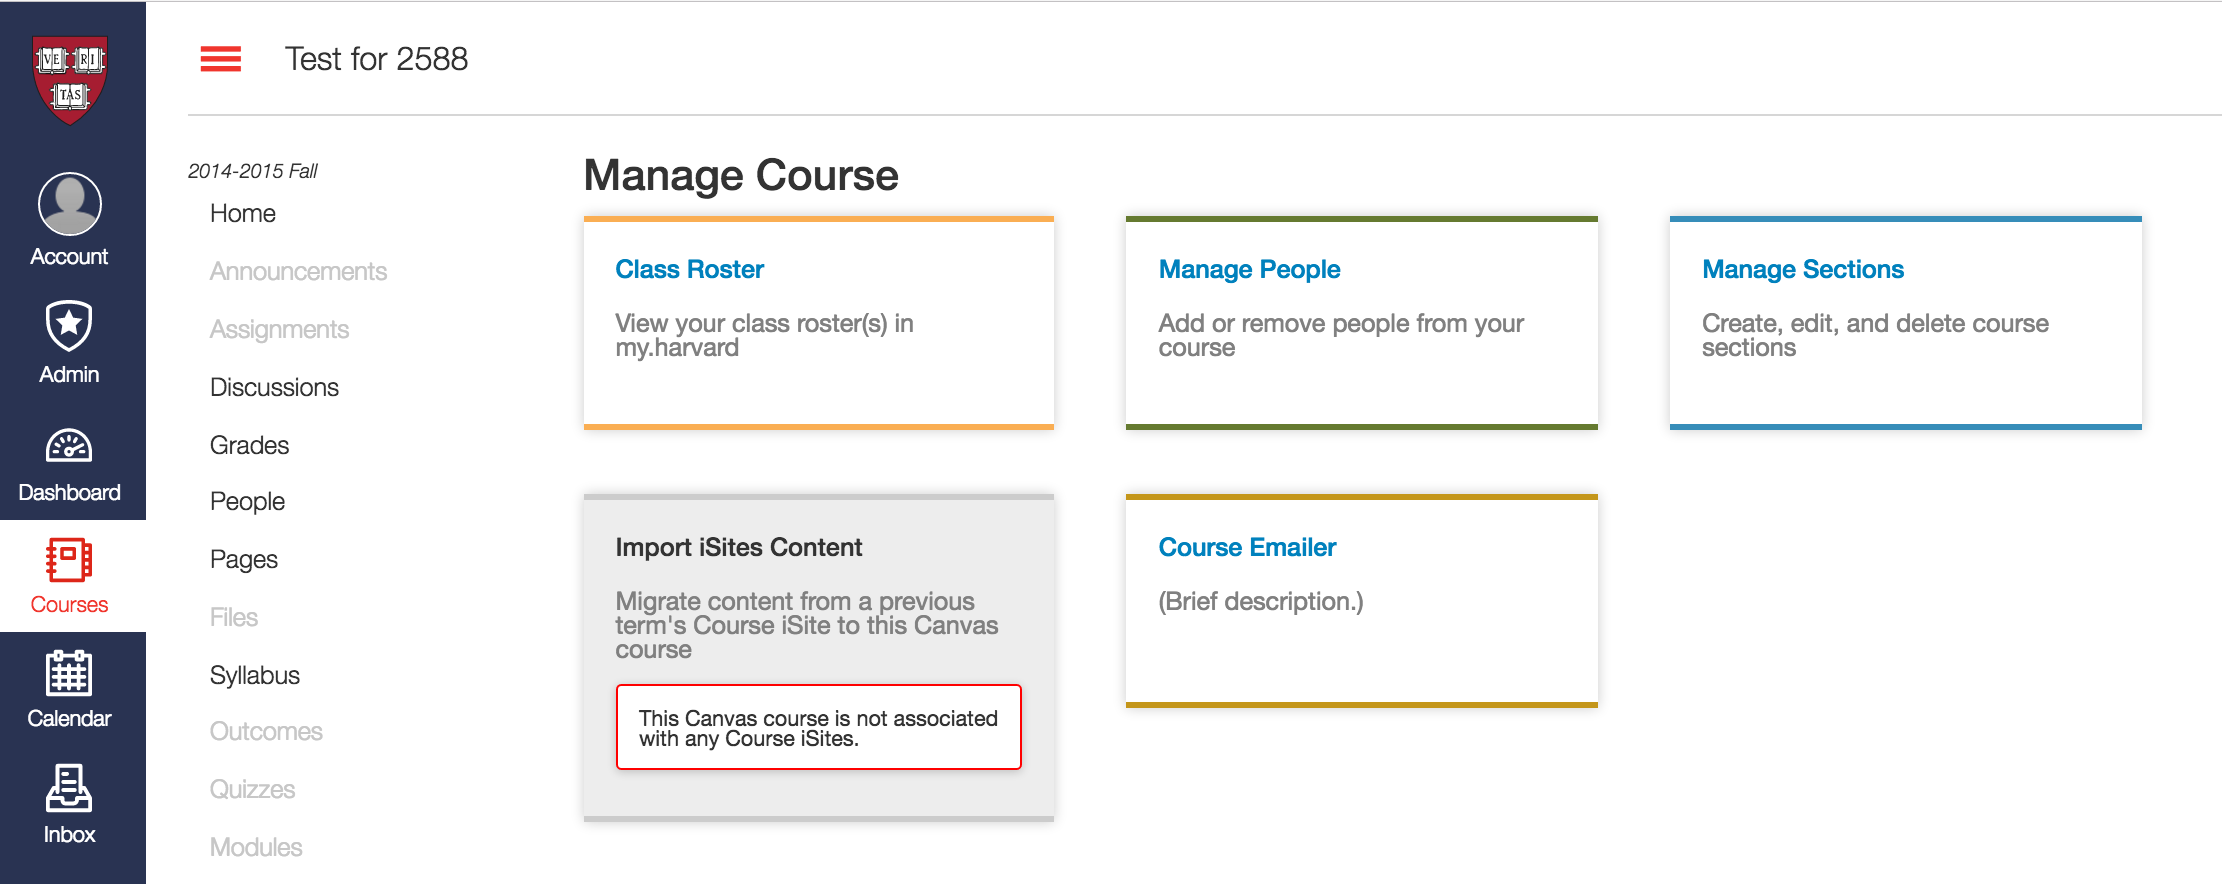 VE RI
TAS
Account
Admin
Dashboard
Courses
Calendar
Inbox
Test for 2588
2014-2015 Fall
Home
Announcements
Assignments
Discussions
Grades
People
Pages
Files
Syllabus
Outcomes
Quizzes
Modules
Manage Course
Class Roster
View your class roster(s) in
my.harvard
Manage People
Add or remove people from your
course
Manage Sections
Create, edit, and delete course
sections
Import iSites Content
Migrate content from a previous
term's Course iSite to this Canvas
course
This Canvas course is not associated
with any Course iSites.
Course Emailer
(Brief description.)